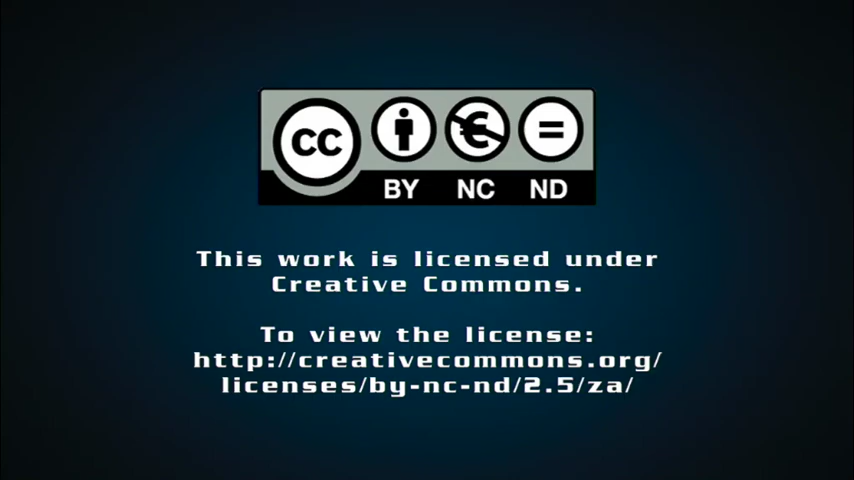 CC
BY NC ND
This work is licensed under
Creative Commons.
To view the license:
http://creativecommons.org/
licenses/by-nc-nd/2.5/za/